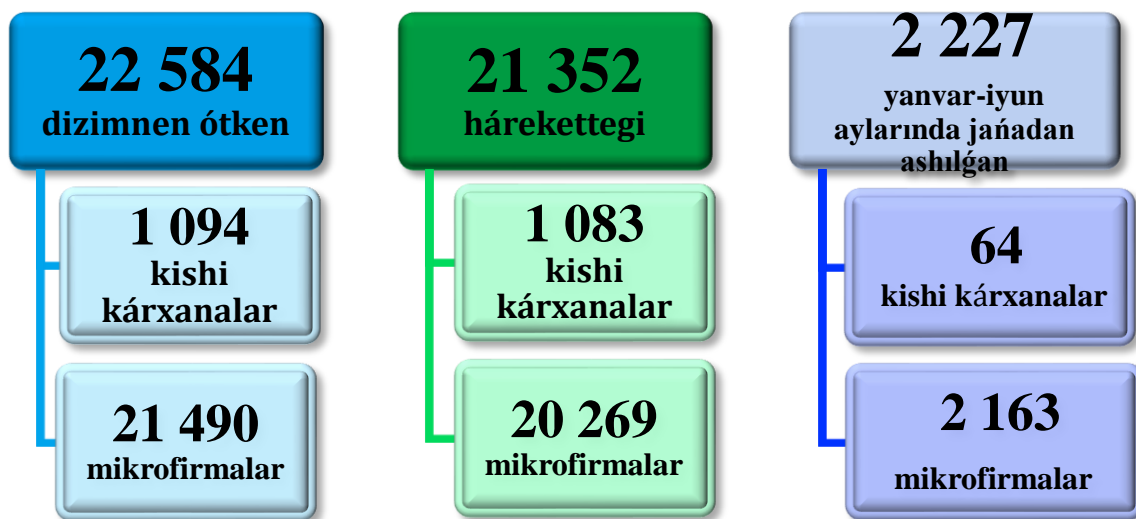 22 584
dizimnen ótken
1 094
kishi
kárxanalar
21 490
mikrofirmalar
21 352
hárekettegi
1 083
kishi
kárxanalar
20 269
mikrofirmalar
2 227
yanvar-iyun
aylarında jańadan
ashılǵan
64
kishi kárxanalar
2 163
mikrofirmalar